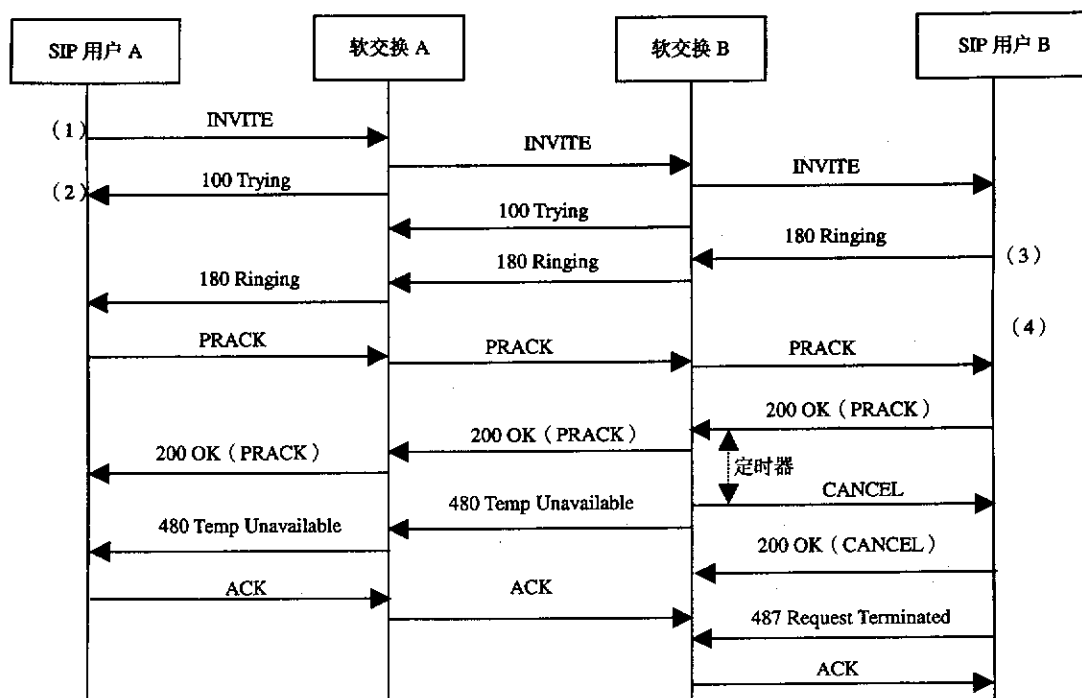 SIP 用户 A
软交换 A
软交换 B
SIP 用户 B
（1）
INVITE
INVITE
INVITE
（2）
100 Trying
100 Trying
180 Ringing
（3）
180 Ringing
180 Ringing
（4）
PRACK
PRACK
PRACK
200 OK（PRACK）
200 OK（PRACK）
200 OK（PRACK）
定时器
CANCEL
480 Temp Unavailable
480 Temp Unavailable
200 OK（CANCEL）
ACK
ACK
487 Request Terminated
ACK